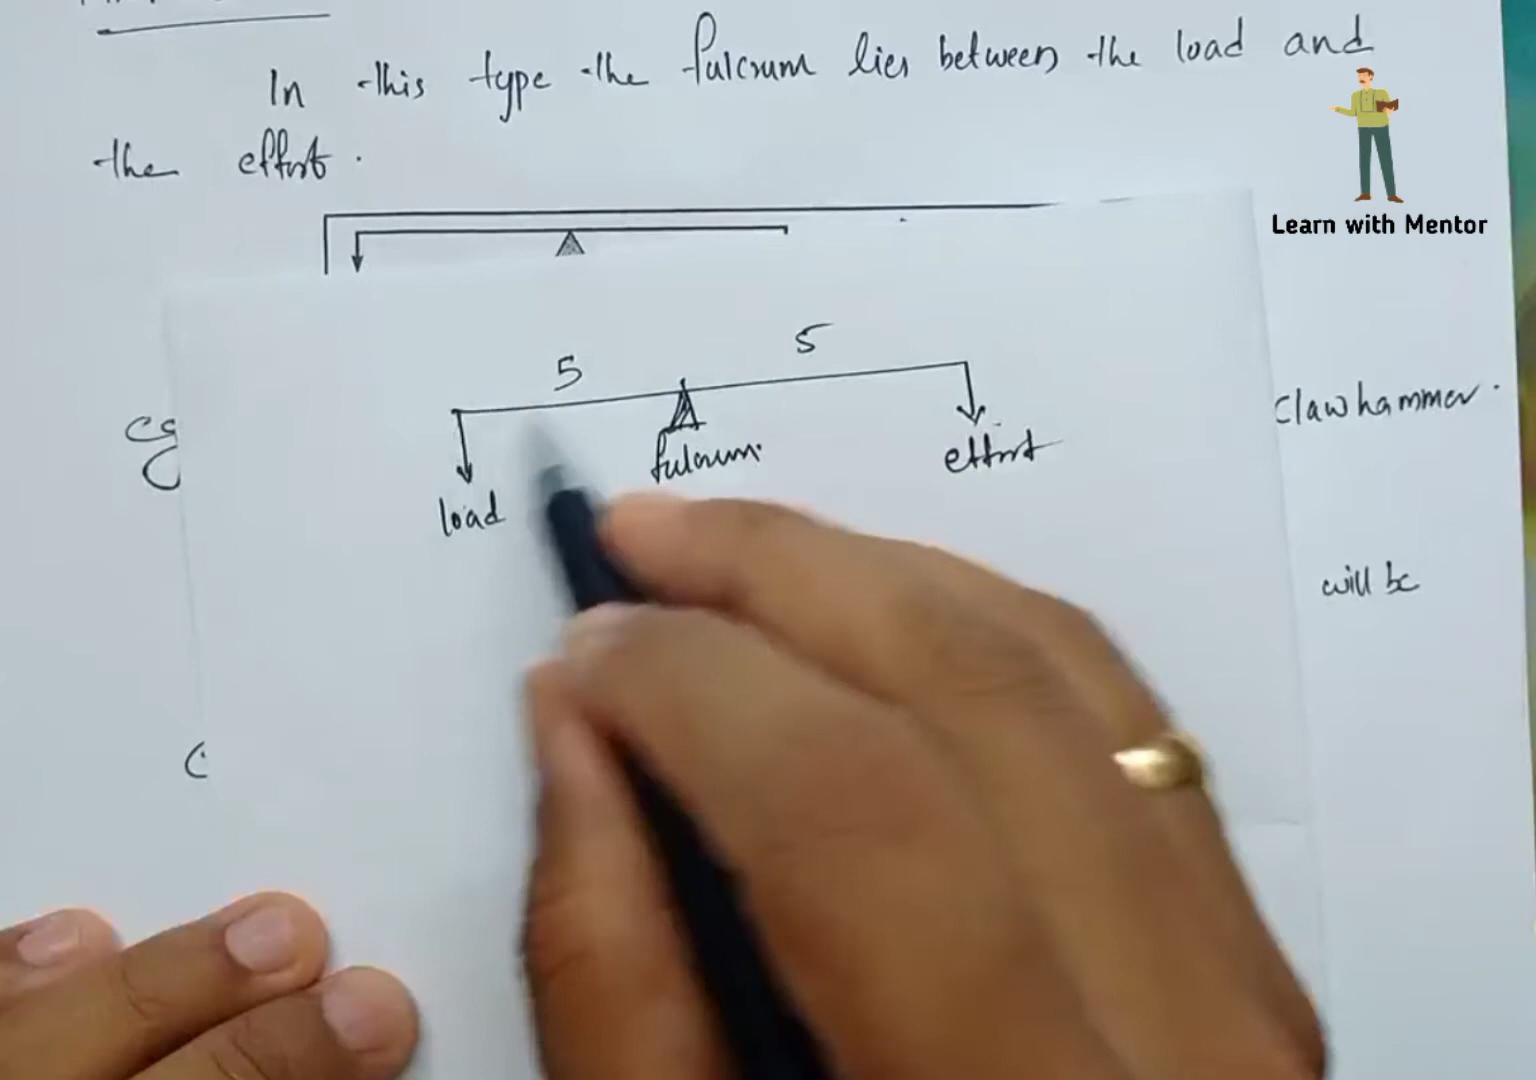 In this type the fulcrum lies between the load and
the effort.
Learn with Mentor
5
5
load
fulcrum
effort
eg
Clawhammer.
will be
(